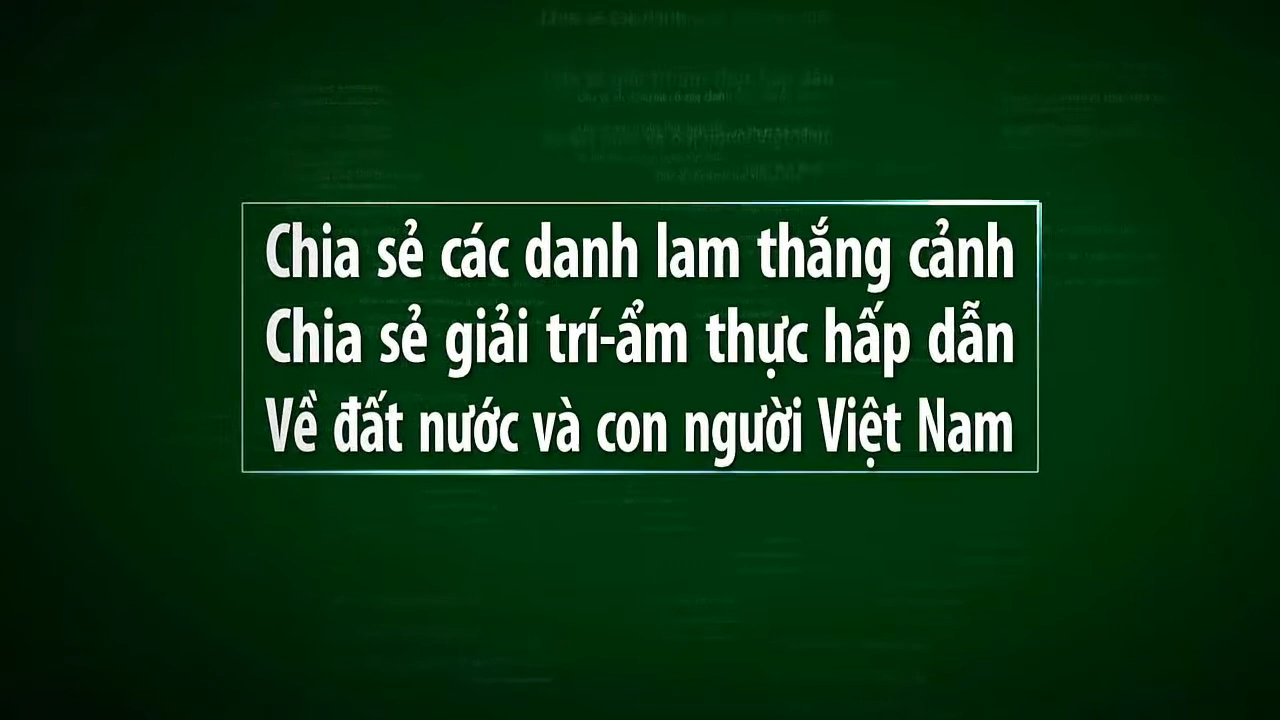 Chia sẻ các danh lam thắng cảnh
Chia sẻ giải trí-ẩm thực hấp dẫn
Về đất nước và con người Việt Nam